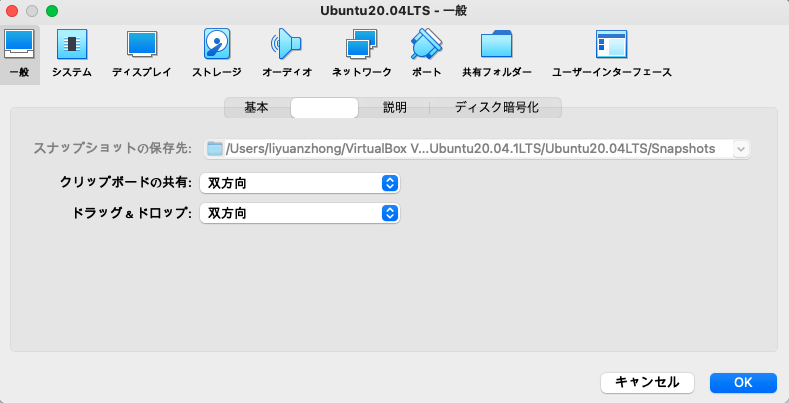 Ubuntu20.04LTS - 一般
一般 システム ディスプレイ ストレージ オーディオ ネットワーク ポート 共有フォルダー ユーザーインターフェース
基本 説明 ディスク暗号化
スナップショットの保存先: /Users/liyuanzhong/VirtualBox V...Ubuntu20.04.1LTS/Ubuntu20.04LTS/Snapshots
クリップボードの共有: 双方向
ドラッグ & ドロップ: 双方向
キャンセル OK